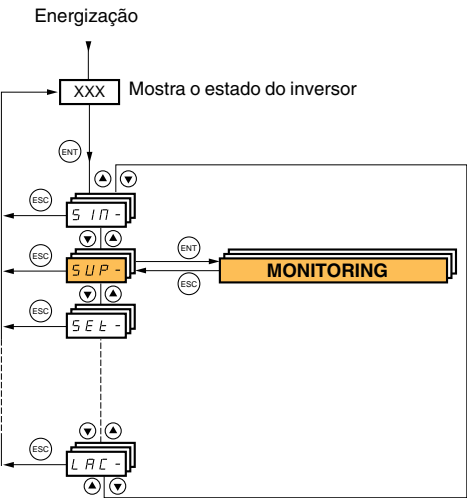 Energização
XXX Mostra o estado do inversor
ENT
ESC
SIM-
ESC
SUP-
ENT
ESC
MONITORING
ESC
SEt-
ESC
LAC-